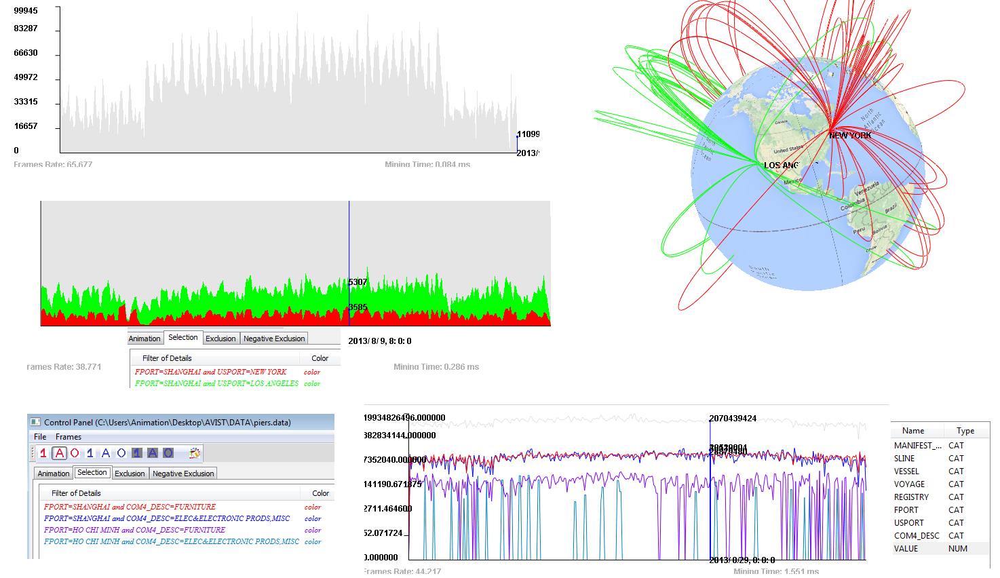 99945
83287
66630
49972
33315
16657
0
11099
2013/
Frames Rate: 65.677
Mining Time: 0.084 ms
NEW YORK
LOS ANG
North Atlantic Ocean
Canada
United States
Mexico
Venezuela
Colombia
Brazil
Peru
Bolivia
5307
3585
2013/ 8/ 9, 8: 0: 0
Animation Selection Exclusion Negative Exclusion
Filter of Details Color
FPORT=SHANGHAI and USPORT=NEW YORK color
FPORT=SHANGHAI and USPORT=LOS ANGELES color
rames Rate: 38.771
Mining Time: 0.286 ms
Control Panel (C:\Users\Animation\Desktop\AVIST\DATA\piers.data)
File Frames
1 A O 1 A O 1 A O
Animation Selection Exclusion Negative Exclusion
Filter of Details Color
FPORT=SHANGHAI and COM4_DESC=FURNITURE color
FPORT=SHANGHAI and COM4_DESC=ELEC&ELECTRONIC PRODS,MISC color
FPORT=HO CHI MINH and COM4_DESC=FURNITURE color
FPORT=HO CHI MINH and COM4_DESC=ELEC&ELECTRONIC PRODS,MISC color
19934826496.000000
382834144.000000
7352040.000000
141190.671875
2711.464600
52.071724
0.000000
2070439424
2013/ 8/29, 8: 0: 0
Frames Rate: 44.217
Mining Time: 1.551 ms
Name Type
MANIFEST_... CAT
SLINE CAT
VESSEL CAT
VOYAGE CAT
REGISTRY CAT
FPORT CAT
USPORT CAT
COM4_DESC CAT
VALUE NUM